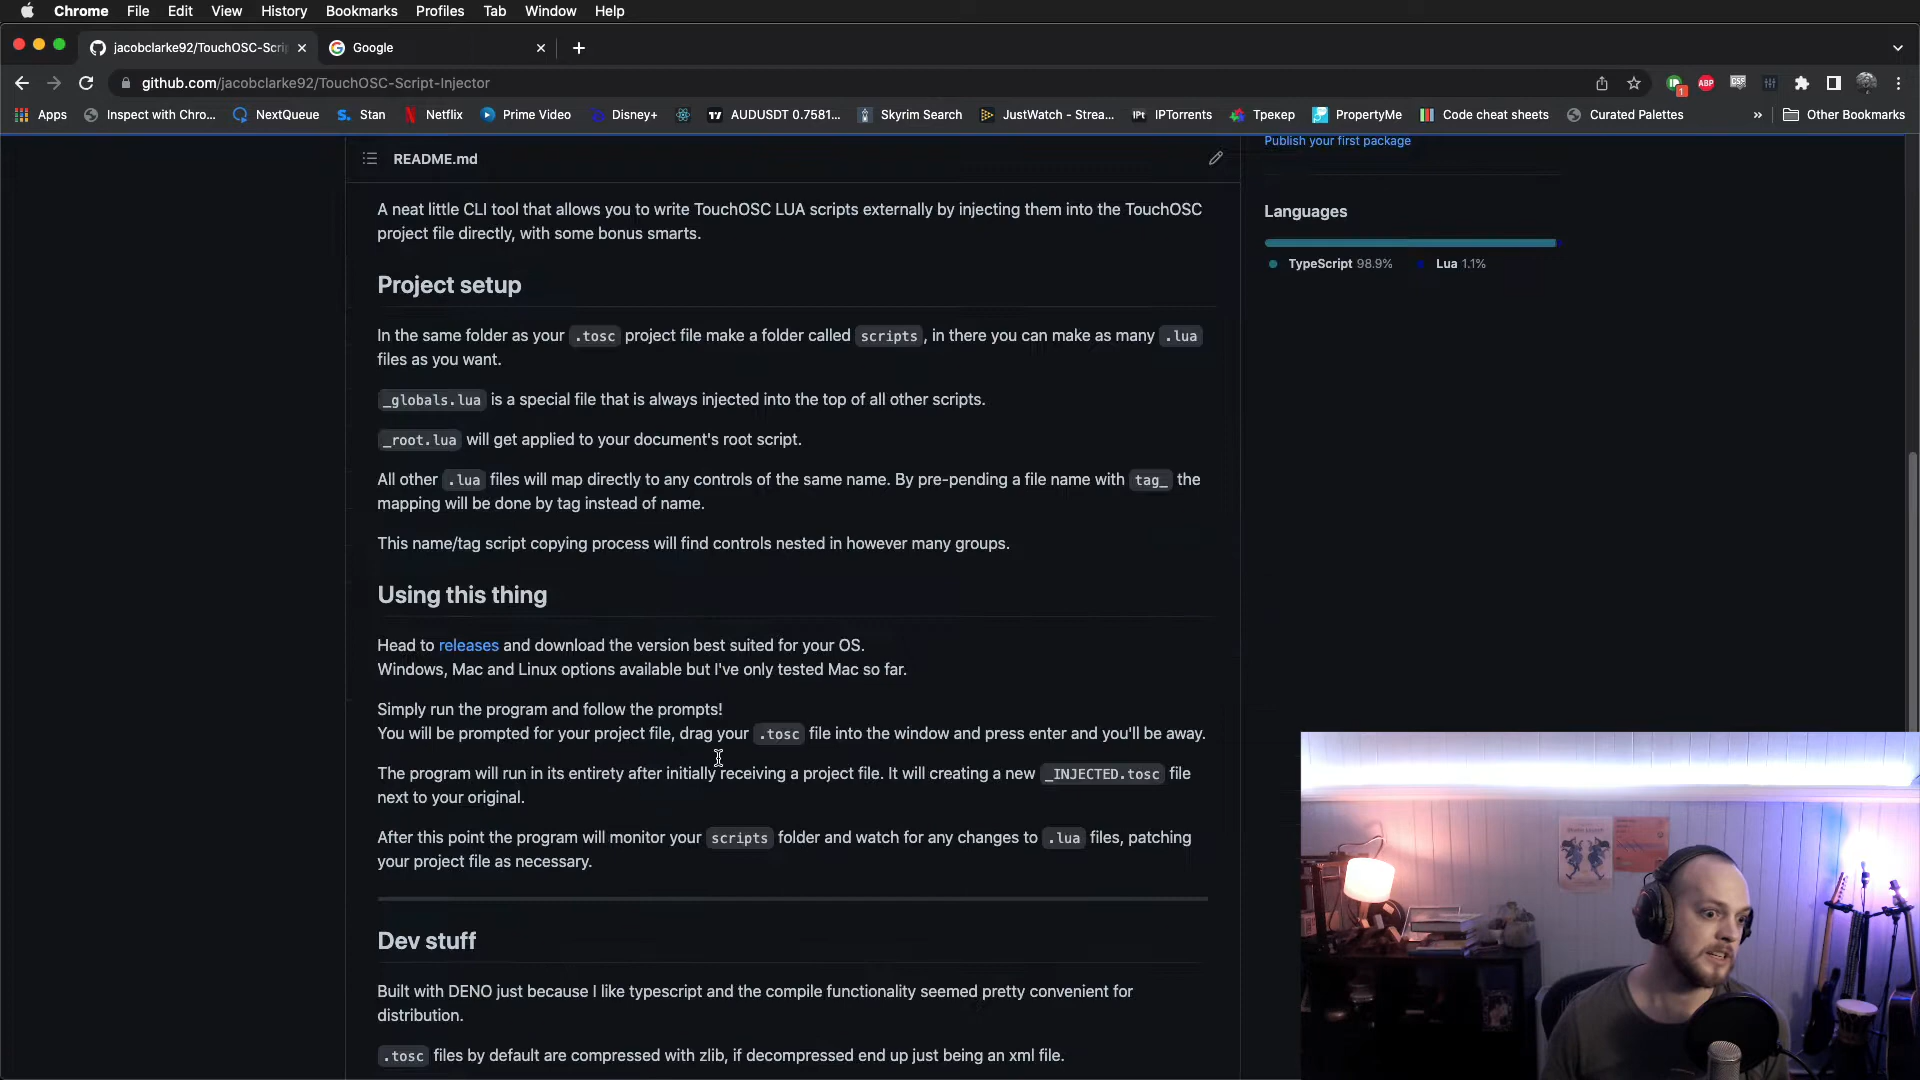 Chrome File Edit View History Bookmarks Profiles Tab Window Help
jacobclarke92/TouchOSC-Scri
Google
github.com/jacobclarke92/TouchOSC-Script-Injector
1
ABP
Apps Inspect with Chro... NextQueue Stan Netflix Prime Video Disney+ AUDUSDT 0.7581... Skyrim Search JustWatch - Strea... IPTorrents Трекер PropertyMe Code cheat sheets Curated Palettes » Other Bookmarks
README.md
A neat little CLI tool that allows you to write TouchOSC LUA scripts externally by injecting them into the TouchOSC
project file directly, with some bonus smarts.
Project setup
In the same folder as your .tosc project file make a folder called scripts, in there you can make as many .lua
files as you want.
_globals.lua is a special file that is always injected into the top of all other scripts.
_root.lua will get applied to your document's root script.
All other .lua files will map directly to any controls of the same name. By pre-pending a file name with tag_ the
mapping will be done by tag instead of name.
This name/tag script copying process will find controls nested in however many groups.
Using this thing
Head to releases and download the version best suited for your OS.
Windows, Mac and Linux options available but I've only tested Mac so far.
Simply run the program and follow the prompts!
You will be prompted for your project file, drag your .tosc file into the window and press enter and you'll be away.
The program will run in its entirety after initially receiving a project file. It will creating a new _INJECTED.tosc file
next to your original.
After this point the program will monitor your scripts folder and watch for any changes to .lua files, patching
your project file as necessary.
Dev stuff
Built with DENO just because I like typescript and the compile functionality seemed pretty convenient for
distribution.
.tosc files by default are compressed with zlib, if decompressed end up just being an xml file.
Publish your first package
Languages
TypeScript 98.9% Lua 1.1%